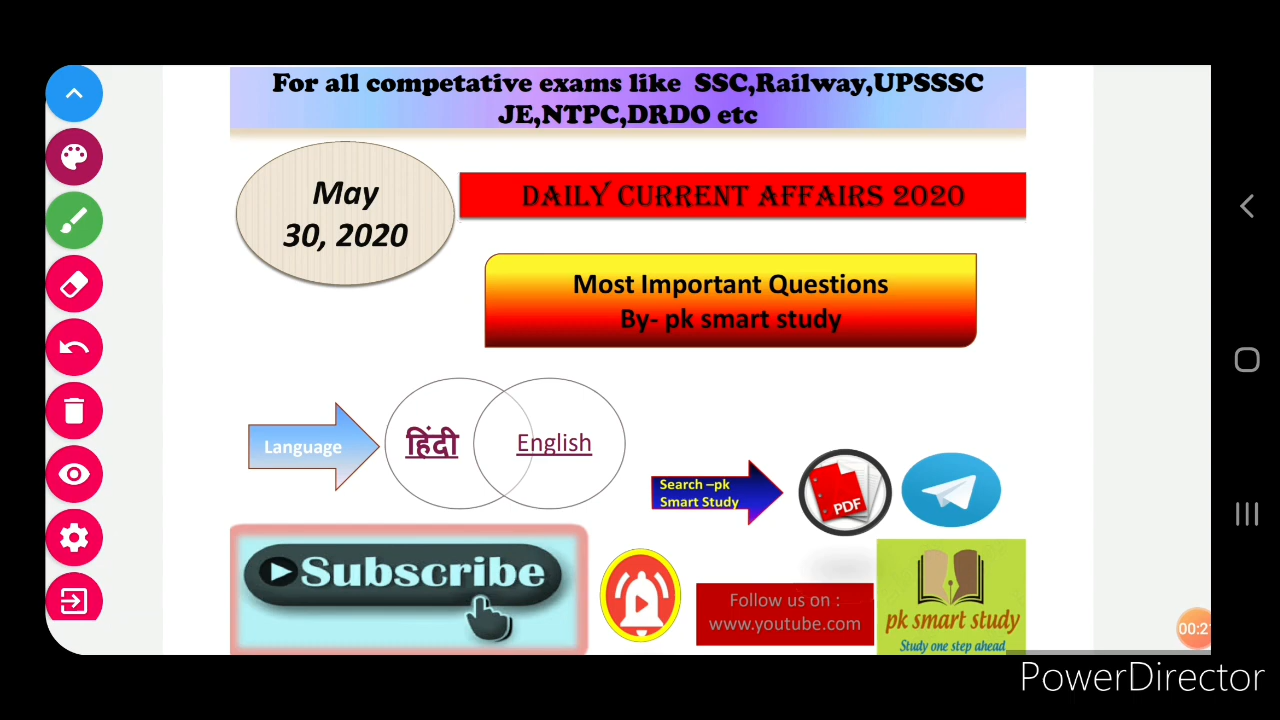 For all competative exams like SSC,Railway,UPSSSC
JE,NTPC,DRDO etc
May
30, 2020
DAILY CURRENT AFFAIRS 2020
Most Important Questions
By- pk smart study
Language
हिंदी
English
Search –pk
Smart Study
PDF
Subscribe
Follow us on :
www.youtube.com
pk smart study
Study one step ahead
00:21
PowerDirector